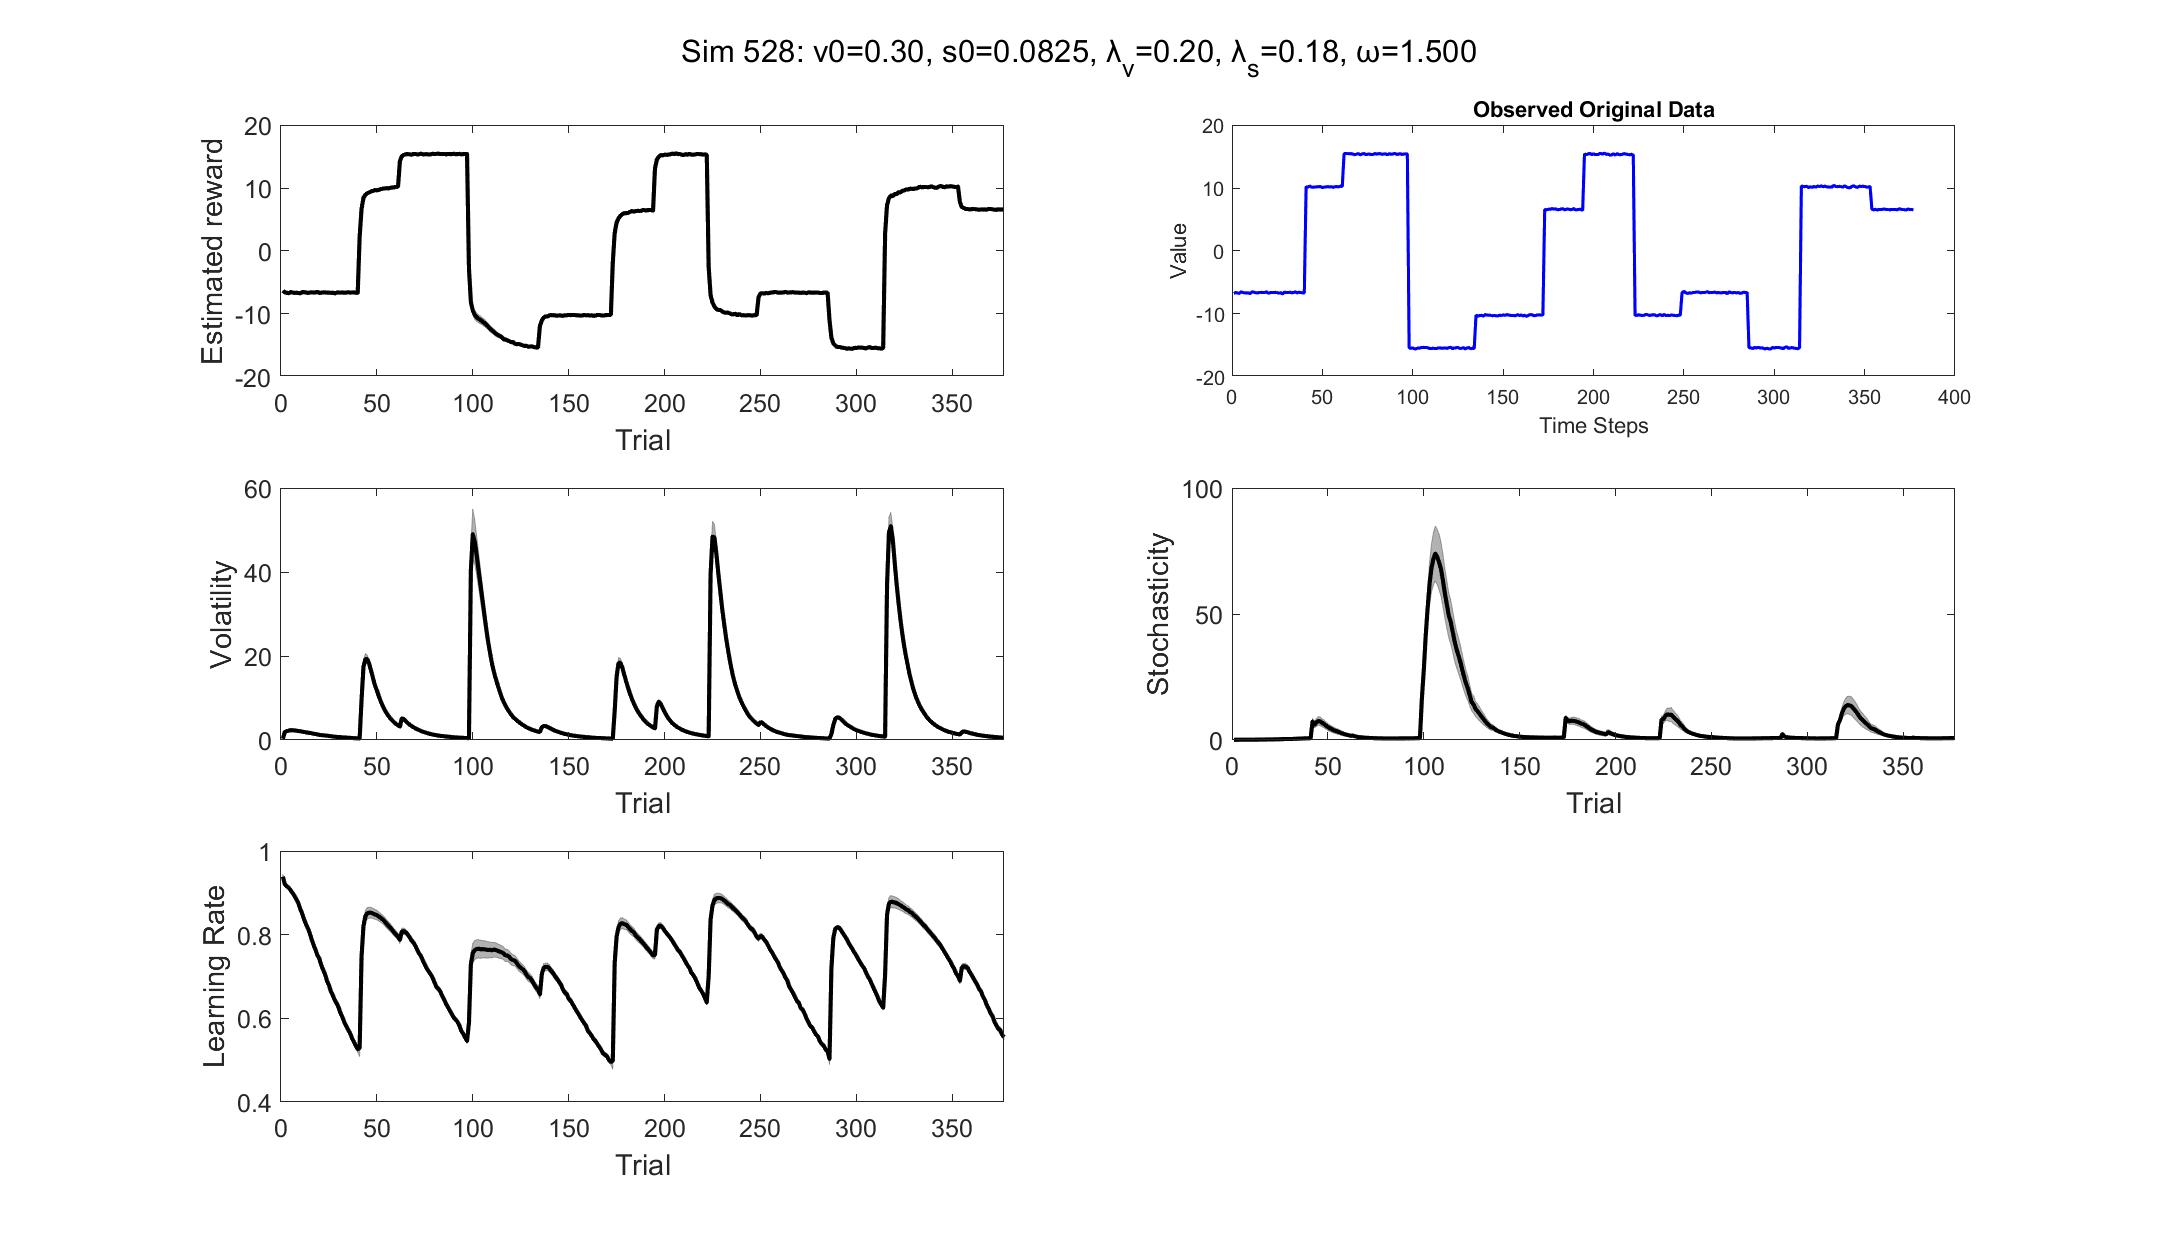 Sim 528: v0=0.30, s0=0.0825, λ_v=0.20, λ_s=0.18, ω=1.500
20
10
0
-10
-20
Estimated reward
0 50 100 150 200 250 300 350
Trial
Observed Original Data
20
10
0
-10
-20
Value
0 50 100 150 200 250 300 350 400
Time Steps
60
40
20
0
Volatility
0 50 100 150 200 250 300 350
Trial
100
50
0
Stochasticity
0 50 100 150 200 250 300 350
Trial
1
0.8
0.6
0.4
Learning Rate
0 50 100 150 200 250 300 350
Trial